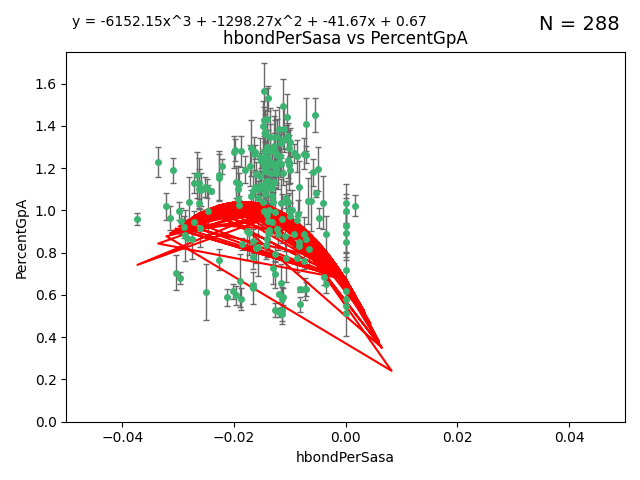 y = -6152.15x^3 + -1298.27x^2 + -41.67x + 0.67
N = 288
hbondPerSasa vs PercentGpA
PercentGpA
1.6
1.4
1.2
1.0
0.8
0.6
0.4
0.2
0.0
−0.04
−0.02
0.00
0.02
0.04
hbondPerSasa